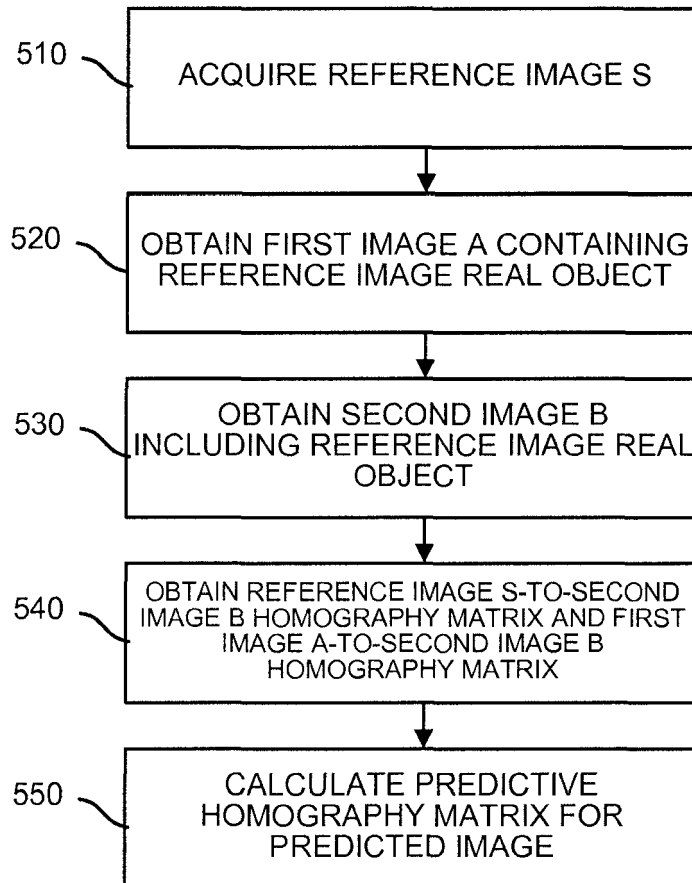 510
ACQUIRE REFERENCE IMAGE S
520
OBTAIN FIRST IMAGE A CONTAINING
REFERENCE IMAGE REAL OBJECT
530
OBTAIN SECOND IMAGE B
INCLUDING REFERENCE IMAGE REAL
OBJECT
540
OBTAIN REFERENCE IMAGE S-TO-SECOND
IMAGE B HOMOGRAPHY MATRIX AND FIRST
IMAGE A-TO-SECOND IMAGE B
HOMOGRAPHY MATRIX
550
CALCULATE PREDICTIVE
HOMOGRAPHY MATRIX FOR
PREDICTED IMAGE